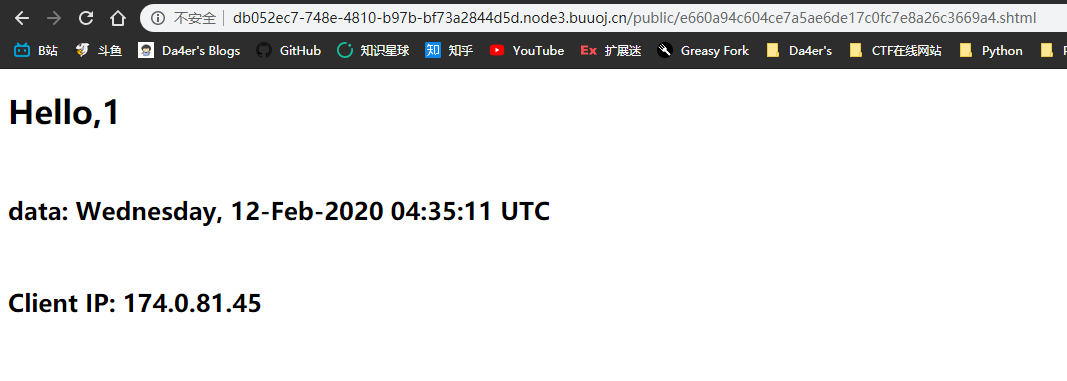 不安全 db052ec7-748e-4810-b97b-bf73a2844d5d.node3.buuoj.cn/public/e660a94c604ce7a5ae6de17c0fc7e8a26c3669a4.shtml
B站 斗鱼 Da4er's Blogs GitHub 知识星球 知 知乎 YouTube Ex 扩展迷 Greasy Fork Da4er's CTF在线网站 Python
Hello,1
data: Wednesday, 12-Feb-2020 04:35:11 UTC
Client IP: 174.0.81.45